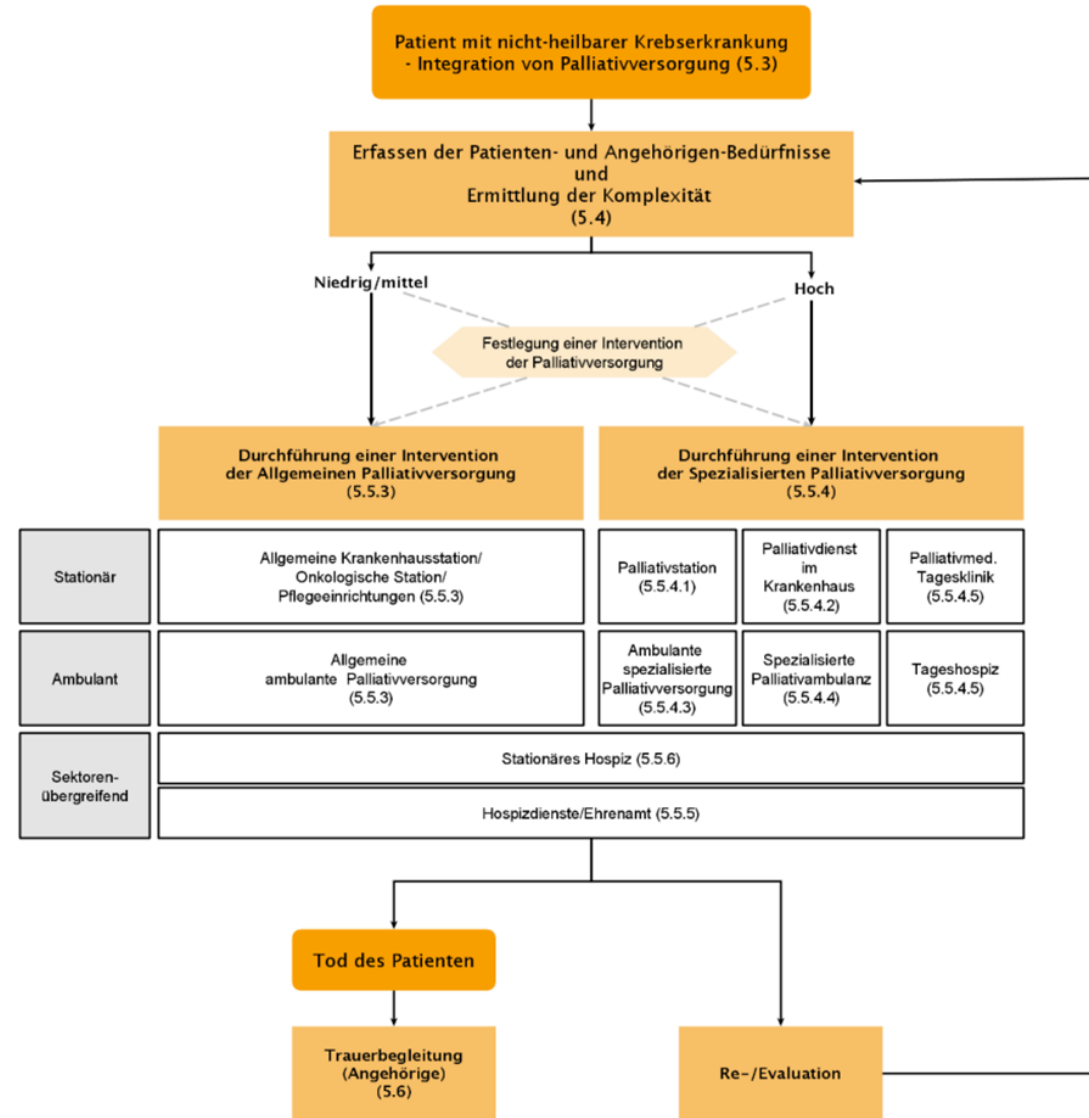 Patient mit nicht-heilbarer Krebserkrankung
- Integration von Palliativversorgung (5.3)
Erfassen der Patienten- und Angehörigen-Bedürfnisse
und
Ermittlung der Komplexität
(5.4)
Niedrig/mittel
Hoch
Festlegung einer Intervention
der Palliativversorgung
Durchführung einer Intervention
der Allgemeinen Palliativversorgung
(5.5.3)
Durchführung einer Intervention
der Spezialisierten Palliativversorgung
(5.5.4)
Stationär
Allgemeine Krankenhausstation/
Onkologische Station/
Pflegeeinrichtungen (5.5.3)
Palliativstation
(5.5.4.1)
Palliativdienst
im
Krankenhaus
(5.5.4.2)
Palliativmed.
Tagesklinik
(5.5.4.5)
Ambulant
Allgemeine
ambulante Palliativversorgung
(5.5.3)
Ambulante
spezialisierte
Palliativversorgung
(5.5.4.3)
Spezialisierte
Palliativambulanz
(5.5.4.4)
Tageshospiz
(5.5.4.5)
Sektoren-
übergreifend
Stationäres Hospiz (5.5.6)
Hospizdienste/Ehrenamt (5.5.5)
Tod des Patienten
Trauerbegleitung
(Angehörige)
(5.6)
Re-/Evaluation